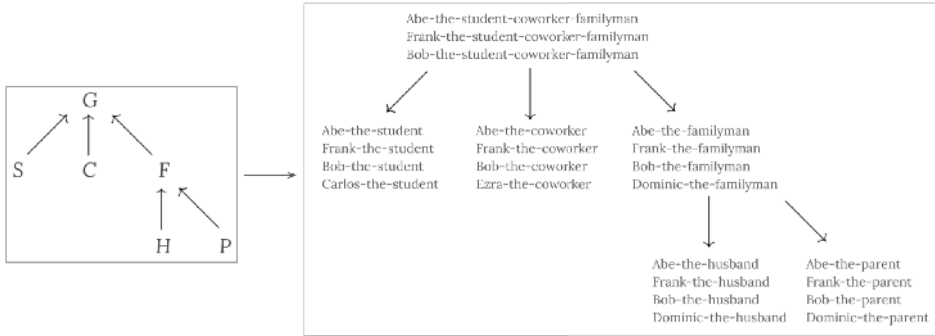 Abe-the-student-coworker-familyman
Frank-the-student-coworker-familyman
Bob-the-student-coworker-familyman
G
S C F
H P
Abe-the-student
Frank-the-student
Bob-the-student
Carlos-the-student
Abe-the-coworker
Frank-the-coworker
Bob-the-coworker
Ezra-the-coworker
Abe-the-familyman
Frank-the-familyman
Bob-the-familyman
Dominic-the-familyman
Abe-the-husband
Frank-the-husband
Bob-the-husband
Dominic-the-husband
Abe-the-parent
Frank-the-parent
Bob-the-parent
Dominic-the-parent